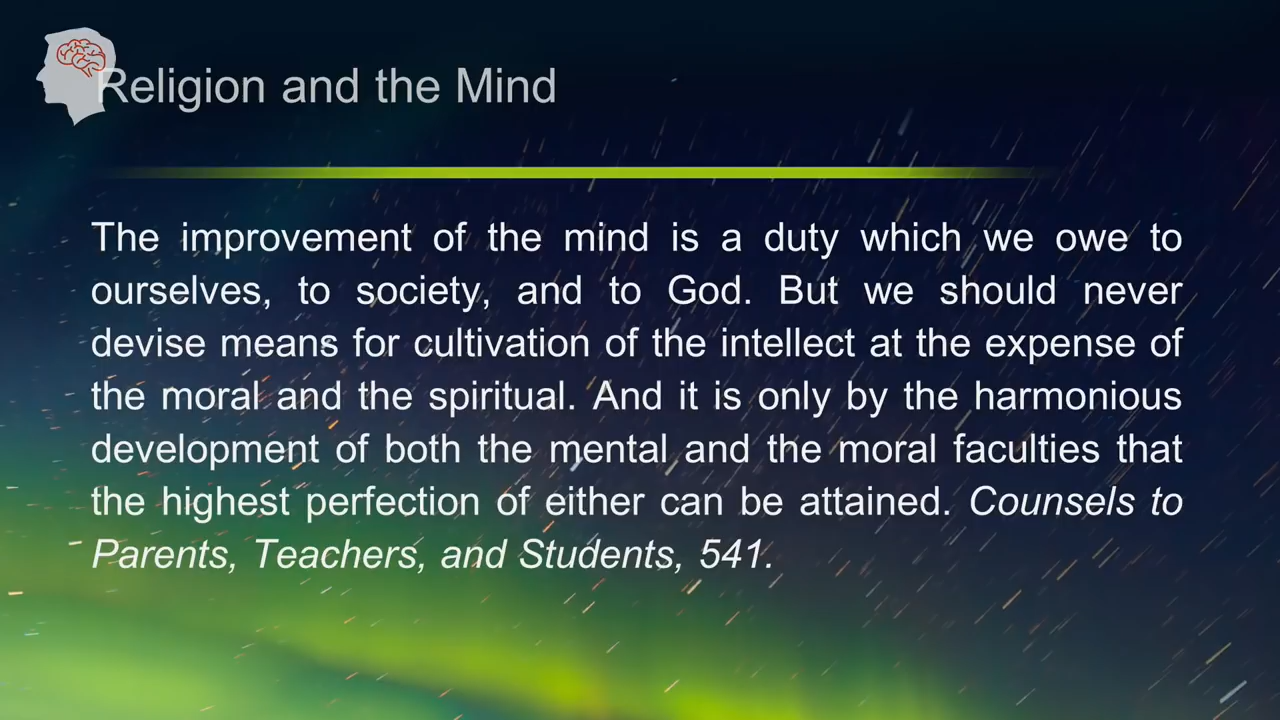 Religion and the Mind
The improvement of the mind is a duty which we owe to
ourselves, to society, and to God. But we should never
devise means for cultivation of the intellect at the expense of
the moral and the spiritual. And it is only by the harmonious
development of both the mental and the moral faculties that
the highest perfection of either can be attained. Counsels to
Parents, Teachers, and Students, 541.